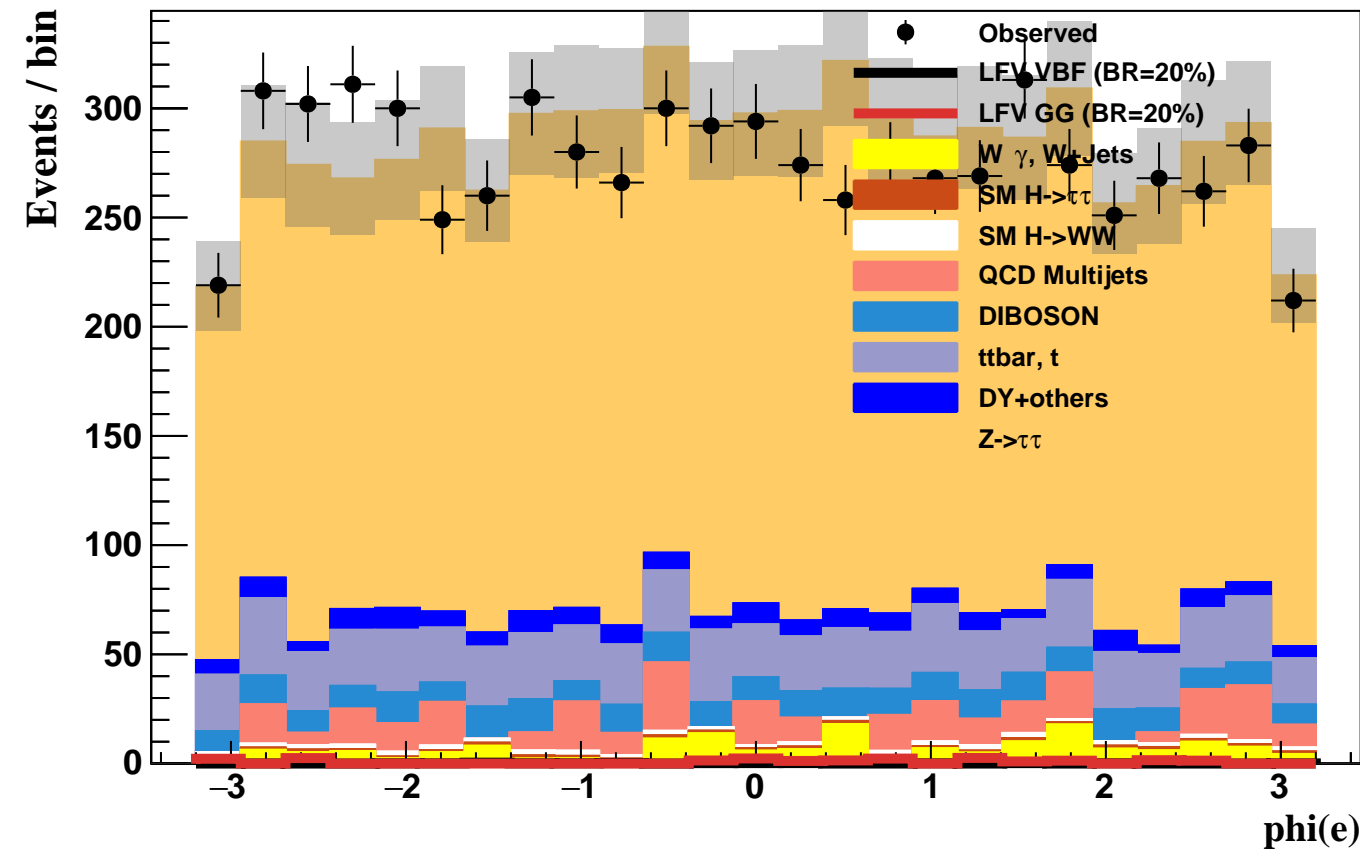 Events / bin
300
250
200
150
100
50
0
Observed
LFV VBF (BR=20%)
LFV GG (BR=20%)
W γ, W+Jets
SM H->ττ
SM H->WW
QCD Multijets
DIBOSON
ttbar, t
DY+others
Z->ττ
−3 −2 −1 0 1 2 3
phi(e)